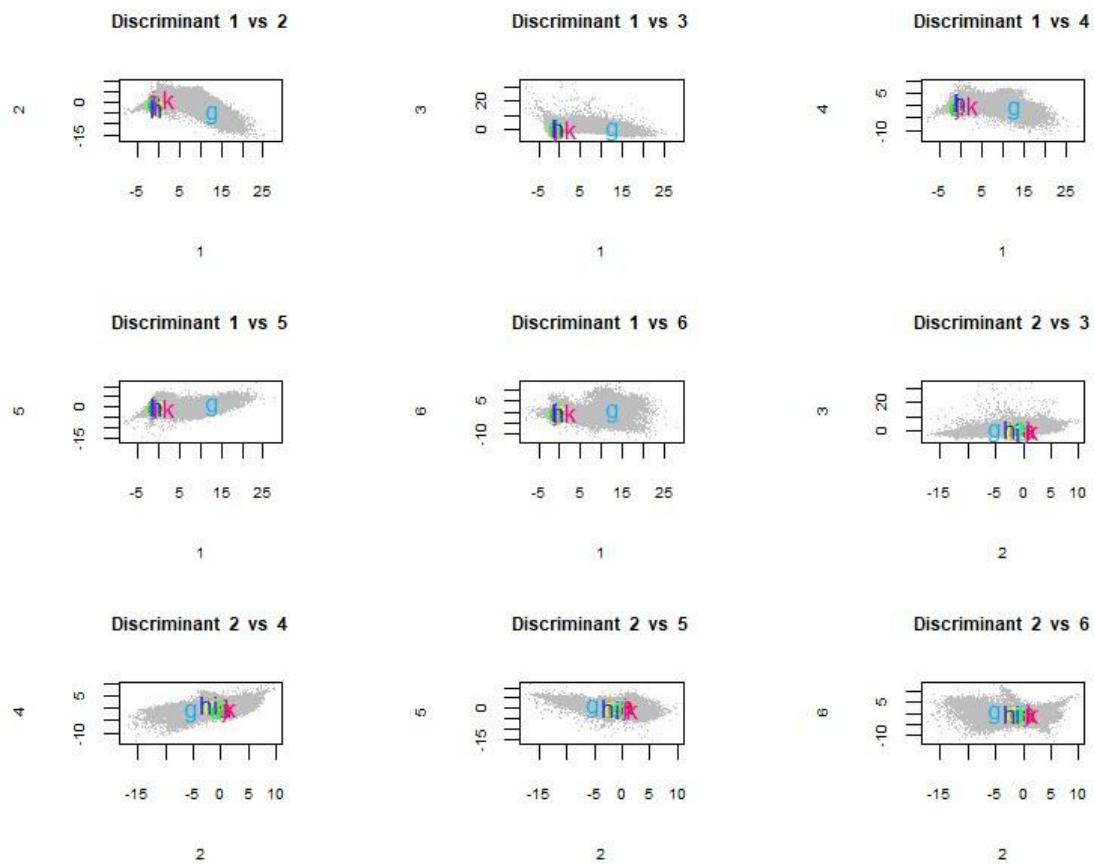 Discriminant 1 vs 2
Discriminant 1 vs 3
Discriminant 1 vs 4
2
0
-15
h
k
g
-5 5 15 25
1
3
20
0
h
k
g
-5 5 15 25
1
4
5
-10
h
k
g
-5 5 15 25
1
Discriminant 1 vs 5
Discriminant 1 vs 6
Discriminant 2 vs 3
5
0
-15
h
k
g
-5 5 15 25
1
6
5
-10
h
k
g
-5 5 15 25
1
3
20
0
g
h
k
-15 -5 0 5 10
2
Discriminant 2 vs 4
Discriminant 2 vs 5
Discriminant 2 vs 6
4
5
-10
g
h
k
-15 -5 0 5 10
2
5
0
-15
g
h
k
-15 -5 0 5 10
2
6
5
-10
g
h
k
-15 -5 0 5 10
2